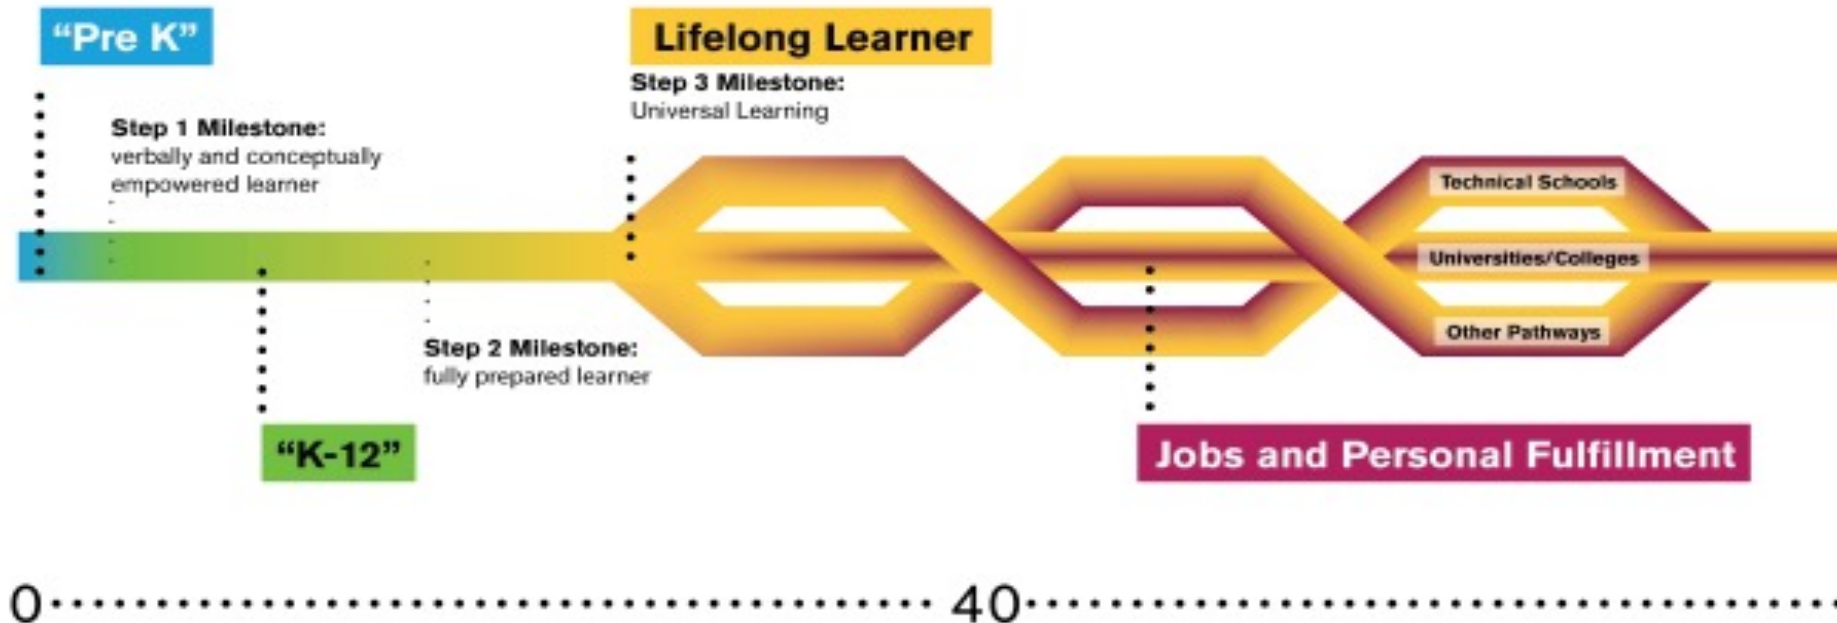 “Pre K”
Lifelong Learner
Step 3 Milestone:
Universal Learning
Step 1 Milestone:
verbally and conceptually
empowered learner
Technical Schools
Universities/Colleges
Other Pathways
Step 2 Milestone:
fully prepared learner
“K-12”
Jobs and Personal Fulfillment
0
40